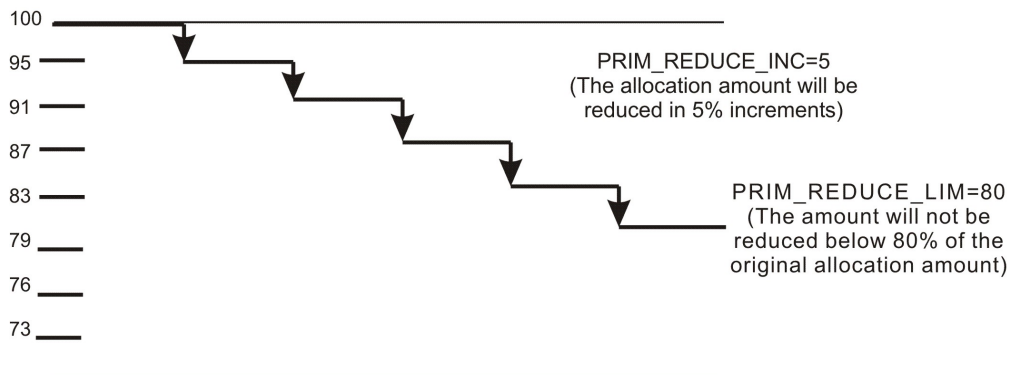 100
95
91
87
83
79
76
73
PRIM_REDUCE_INC=5
(The allocation amount will be
reduced in 5% increments)
PRIM_REDUCE_LIM=80
(The amount will not be
reduced below 80% of the
original allocation amount)